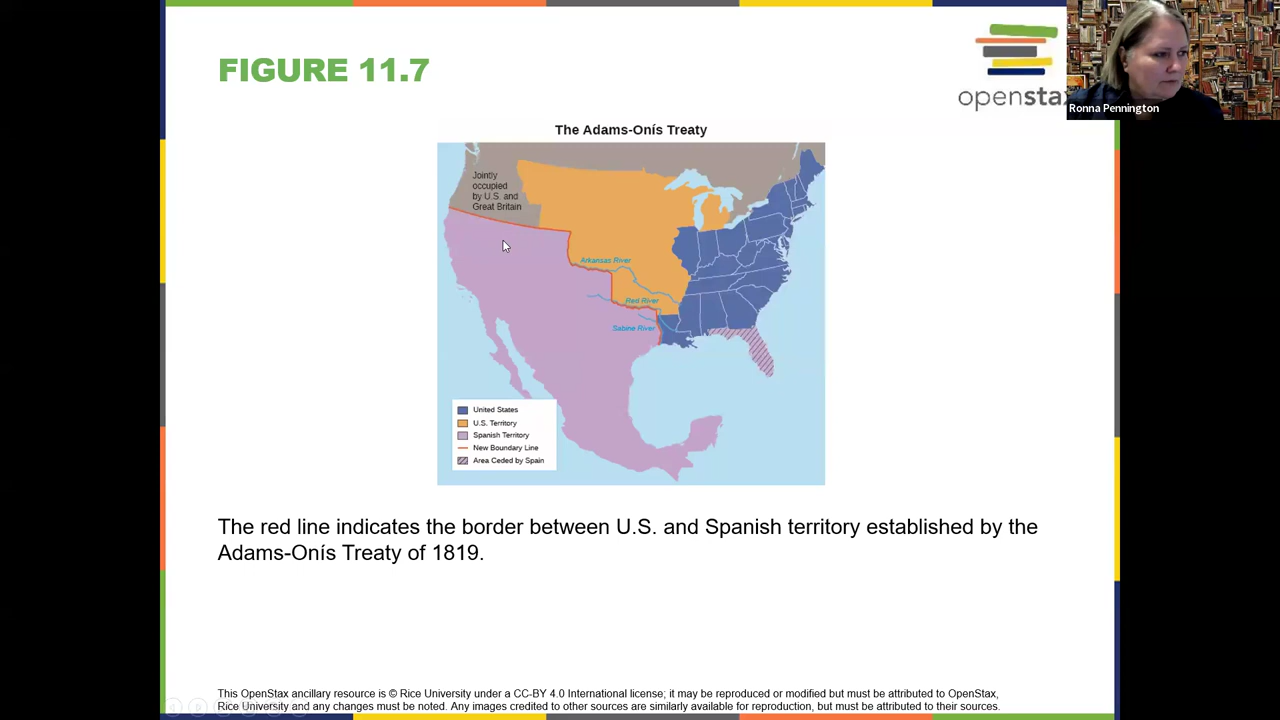 FIGURE 11.7
openstax
Ronna Pennington
The Adams-Onís Treaty
Jointly
occupied
by U.S. and
Great Britain
Arkansas River
Red River
Sabine River
United States
U.S. Territory
Spanish Territory
New Boundary Line
Area Ceded by Spain
The red line indicates the border between U.S. and Spanish territory established by the
Adams-Onís Treaty of 1819.
This OpenStax ancillary resource is © Rice University under a CC-BY 4.0 International license; it may be reproduced or modified but must be attributed to OpenStax,
Rice University and any changes must be noted. Any images credited to other sources are similarly available for reproduction, but must be attributed to their sources.